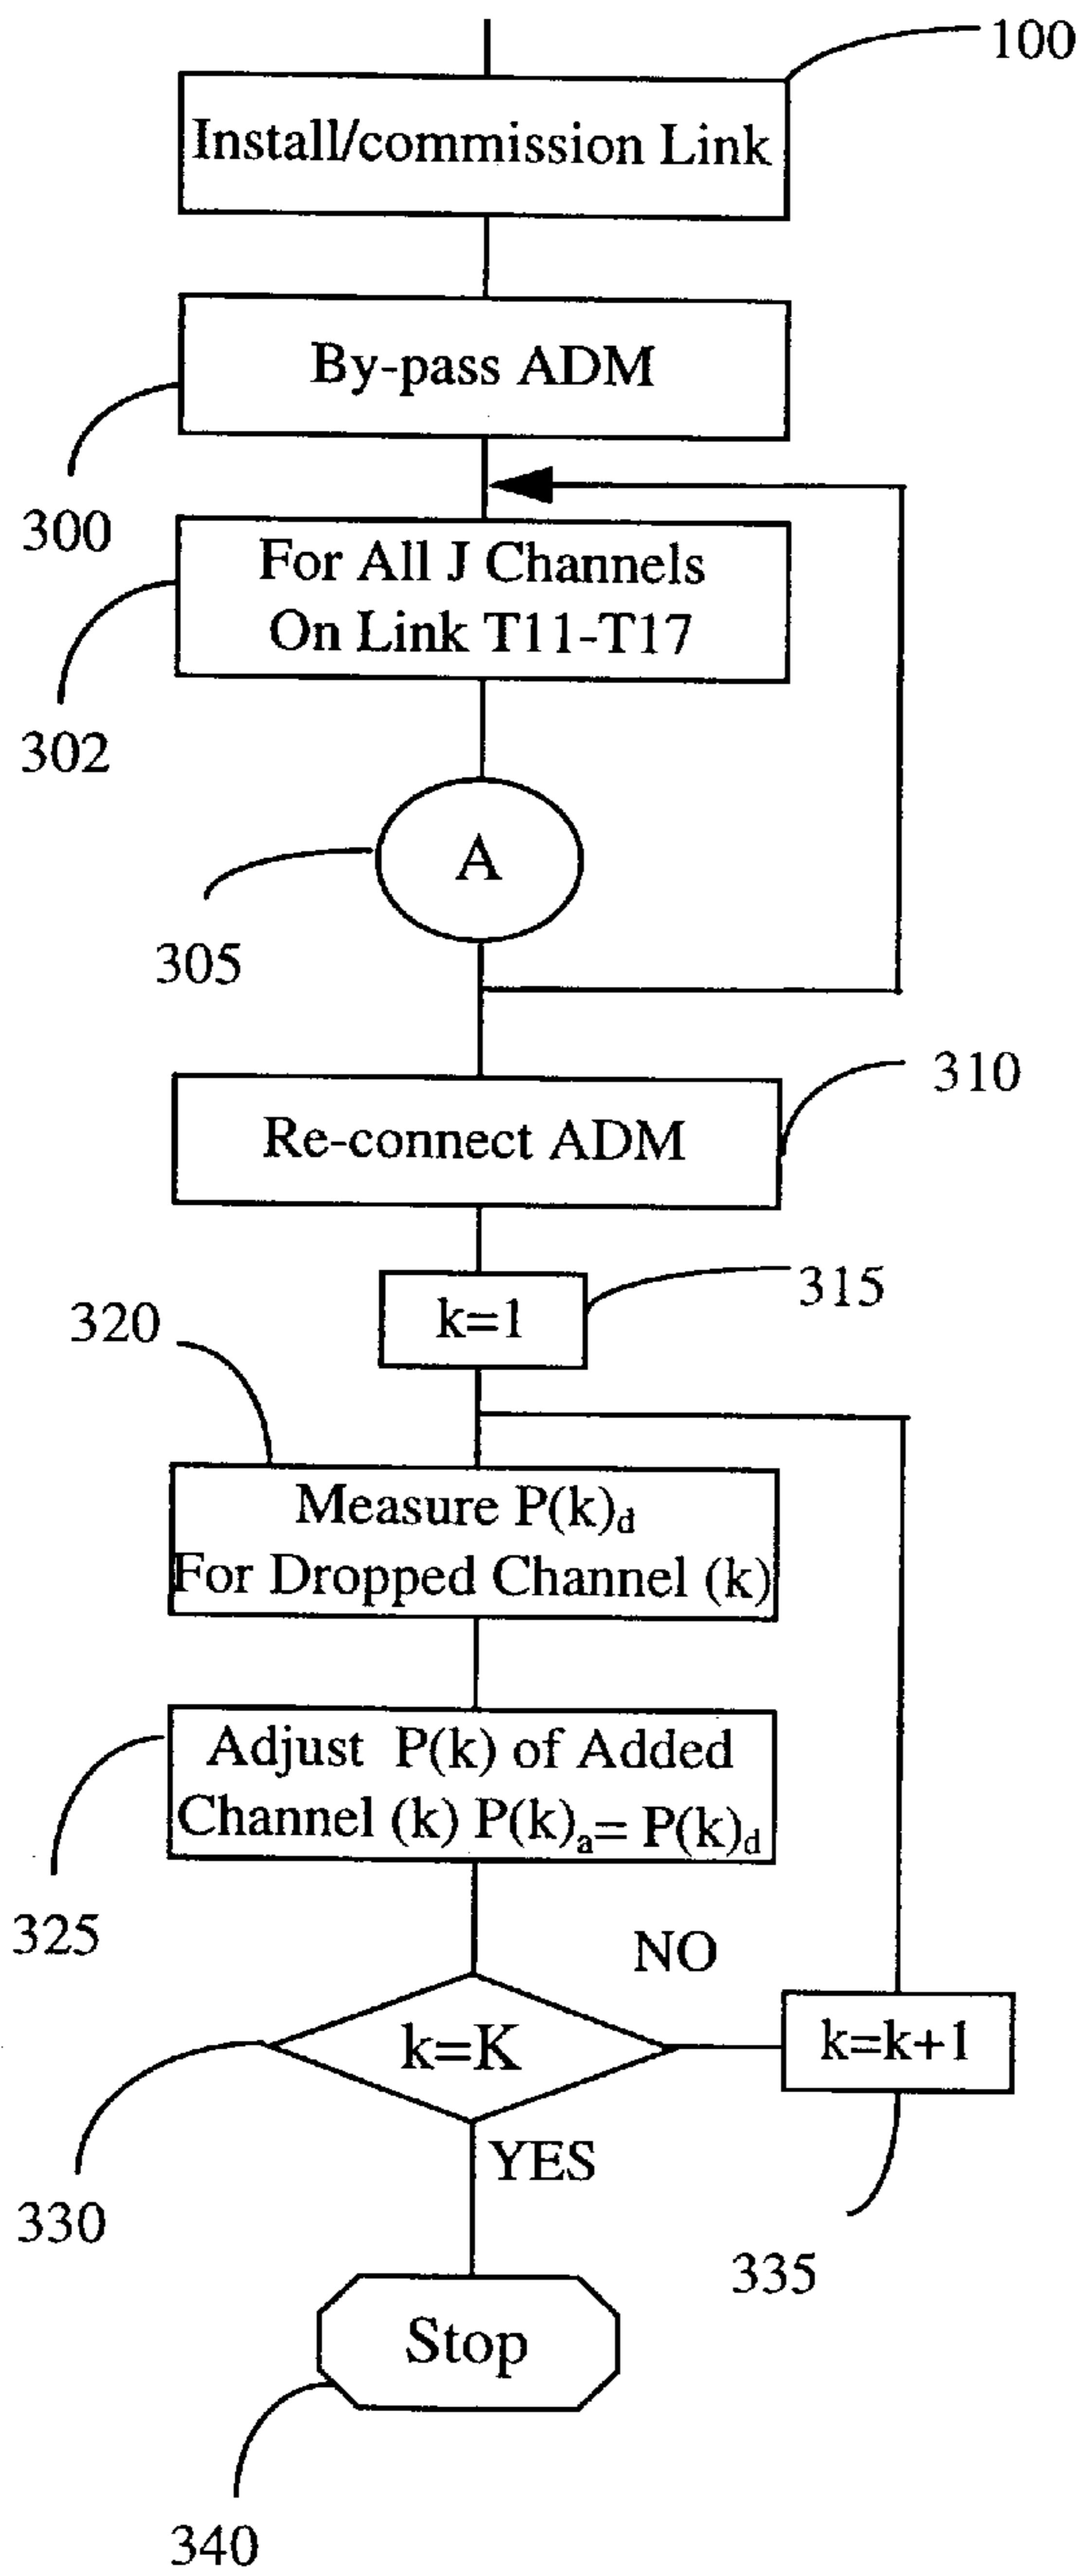 100
Install/commission Link
By-pass ADM
300
For All J Channels
On Link T11-T17
302
A
305
310
Re-connect ADM
315
k=1
320
Measure P(k)d
For Dropped Channel (k)
Adjust P(k) of Added
Channel (k) P(k)a= P(k)d
325
NO
k=K
k=k+1
YES
330
335
Stop
340